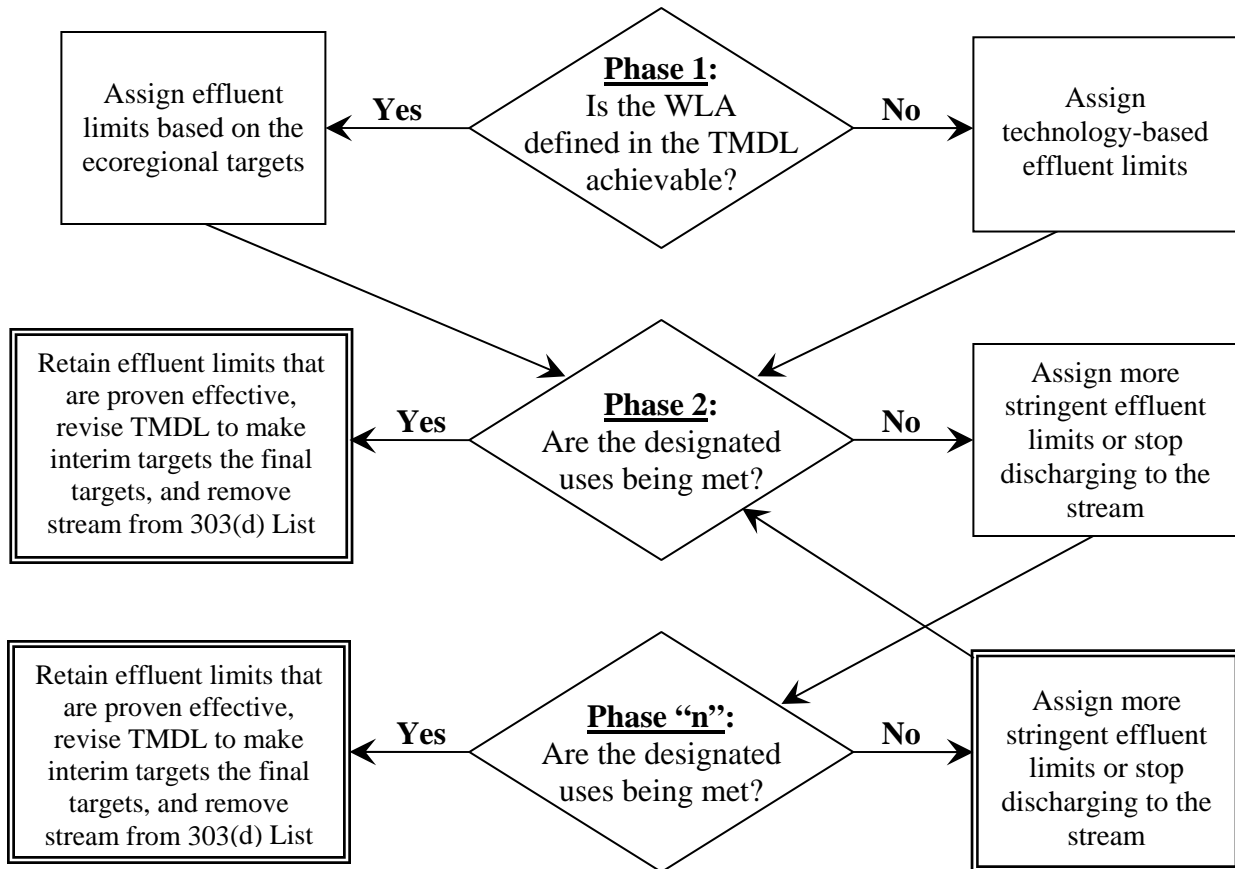 Assign effluent
limits based on the
ecoregional targets
Yes
Phase 1:
Is the WLA
defined in the TMDL
achievable?
No
Assign
technology-based
effluent limits
Retain effluent limits that
are proven effective,
revise TMDL to make
interim targets the final
targets, and remove
stream from 303(d) List
Yes
Phase 2:
Are the designated
uses being met?
No
Assign more
stringent effluent
limits or stop
discharging to the
stream
Retain effluent limits that
are proven effective,
revise TMDL to make
interim targets the final
targets, and remove
stream from 303(d) List
Yes
Phase “n”:
Are the designated
uses being met?
No
Assign more
stringent effluent
limits or stop
discharging to the
stream